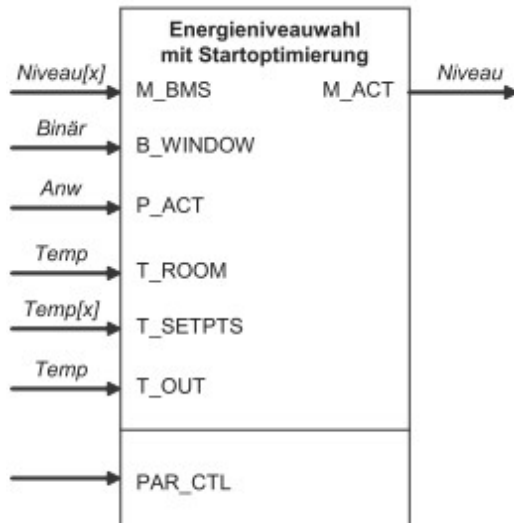 Energieniveauwahl
mit Startoptimierung
Niveau[x] M_BMS M_ACT Niveau
Binär B_WINDOW
Anw P_ACT
Temp T_ROOM
Temp[x] T_SETPTS
Temp T_OUT
PAR_CTL